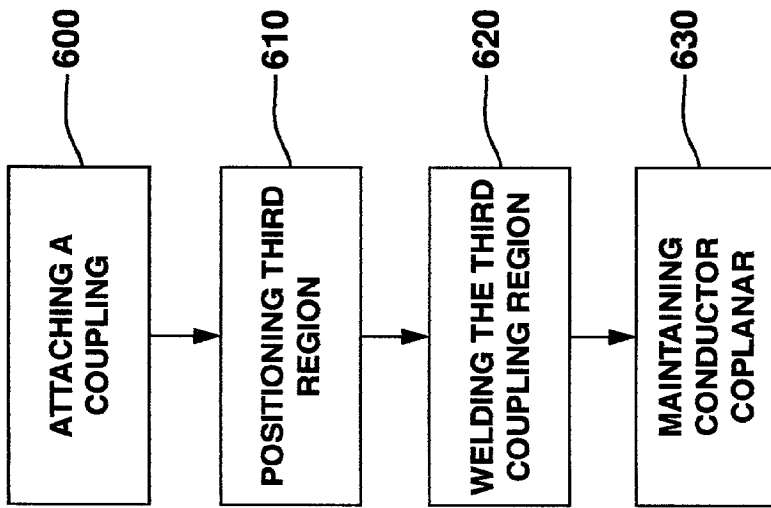 ATTACHING A
COUPLING
600
POSITIONING THIRD
REGION
610
WELDING THE THIRD
COUPLING REGION
620
MAINTAINING
CONDUCTOR
COPLANAR
630